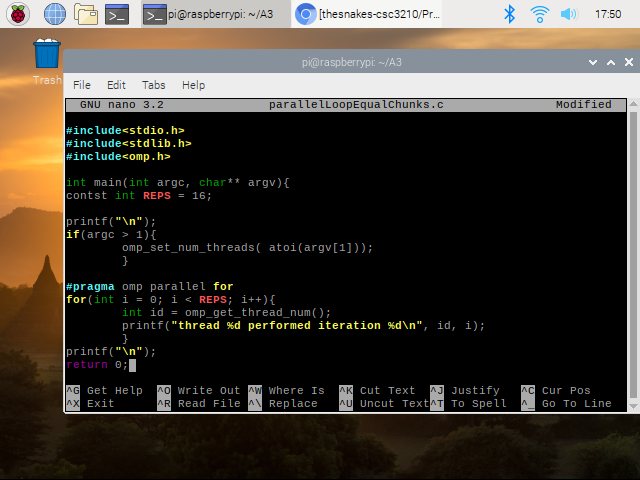 pi@raspberrypi: ~/A3
[thesnakes-csc3210/Pr...
17:50
Trash
pi@raspberrypi: ~/A3
File Edit Tabs Help
GNU nano 3.2 parallelLoopEqualChunks.c Modified
#include<stdio.h>
#include<stdlib.h>
#include<omp.h>
int main(int argc, char** argv){
contst int REPS = 16;
printf("\n");
if(argc > 1){
omp_set_num_threads( atoi(argv[1]));
}
#pragma omp parallel for
for(int i = 0; i < REPS; i++){
int id = omp_get_thread_num();
printf("thread %d performed iteration %d\n", id, i);
}
printf("\n");
return 0;
^G Get Help ^O Write Out ^W Where Is ^K Cut Text ^J Justify ^C Cur Pos
^X Exit ^R Read File ^\ Replace ^U Uncut Text ^T To Spell ^_ Go To Line